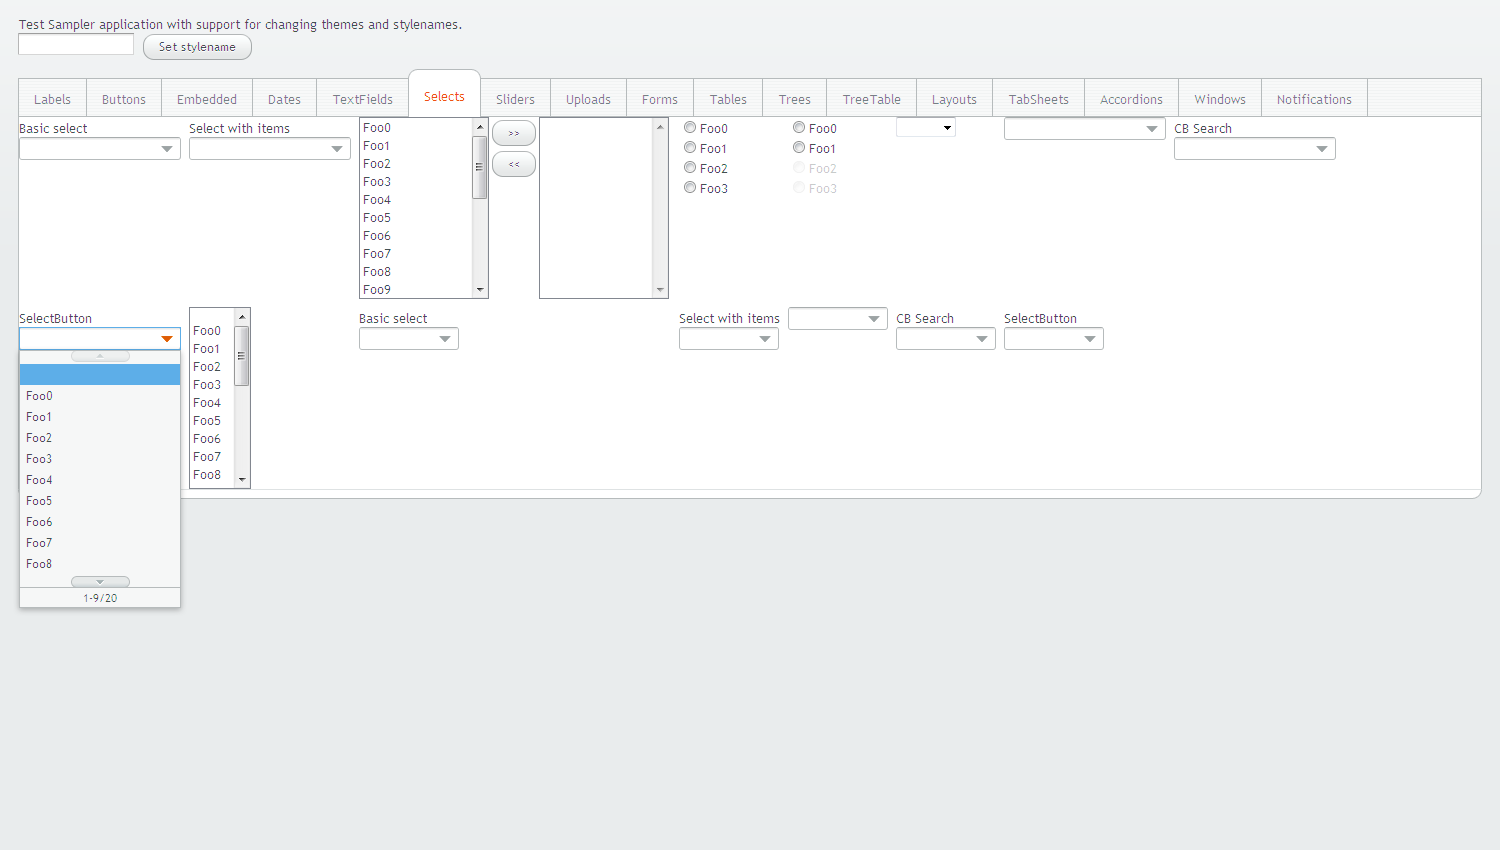 Test Sampler application with support for changing themes and stylenames.
Set stylename
Labels Buttons Embedded Dates TextFields Selects Sliders Uploads Forms Tables Trees TreeTable Layouts TabSheets Accordions Windows Notifications
Basic select
Select with items
Foo0
Foo1
Foo2
Foo3
Foo4
Foo5
Foo6
Foo7
Foo8
Foo9
>>
<<
Foo0
Foo1
Foo2
Foo3
Foo0
Foo1
Foo2
Foo3
CB Search
SelectButton
Foo0
Foo1
Foo2
Foo3
Foo4
Foo5
Foo6
Foo7
Foo8
1-9/20
Foo0
Foo1
Foo2
Foo3
Foo4
Foo5
Foo6
Foo7
Foo8
Basic select
Select with items
CB Search
SelectButton